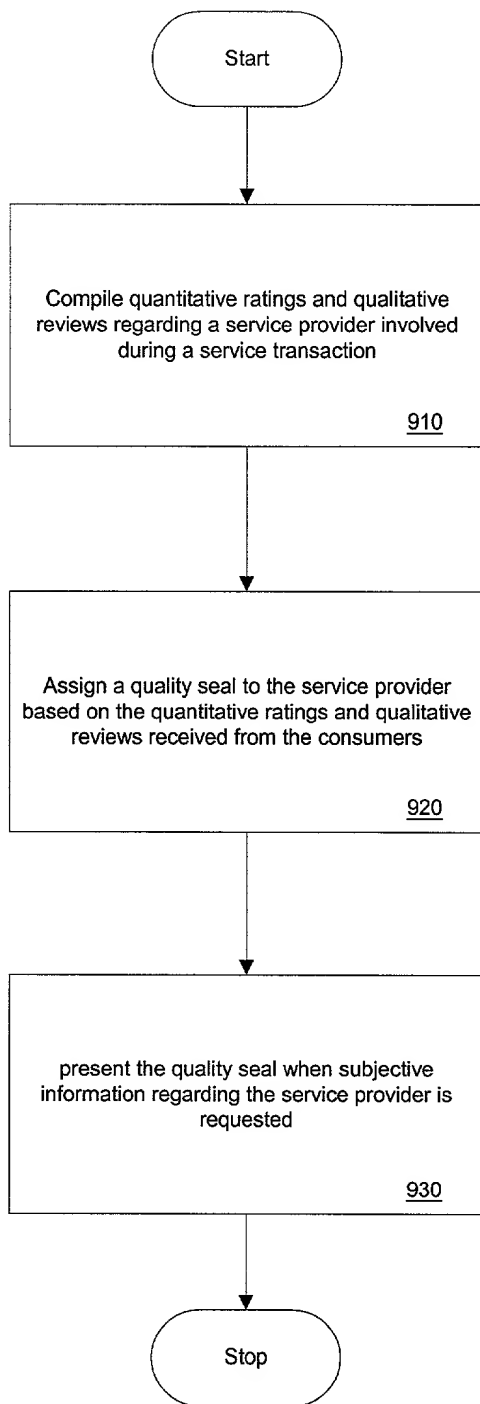 Start
Compile quantitative ratings and qualitative
reviews regarding a service provider involved
during a service transaction
910
Assign a quality seal to the service provider
based on the quantitative ratings and qualitative
reviews received from the consumers
920
present the quality seal when subjective
information regarding the service provider is
requested
930
Stop